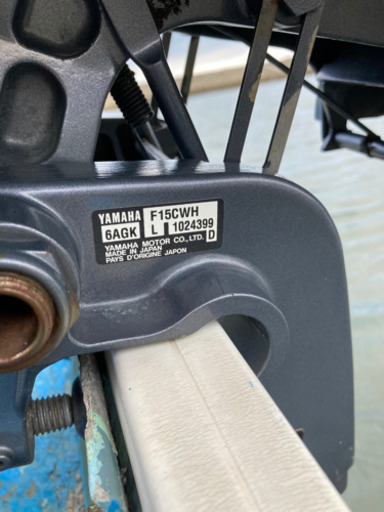 YAMAHA F15CWH
6AGK L 1024399 D
YAMAHA MOTOR CO.,LTD.
MADE IN JAPAN
PAYS D'ORIGINE JAPON